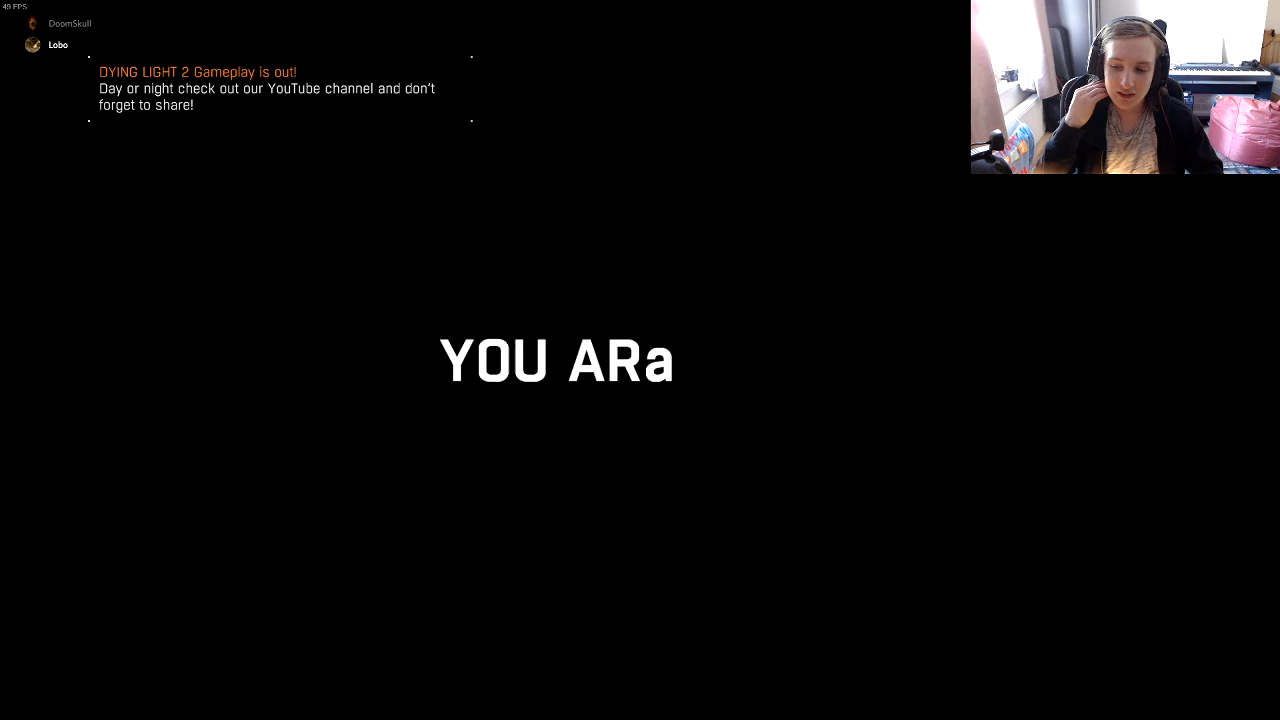 49 FPS
DoomSkull
Lobo
DYING LIGHT 2 Gameplay is out!
Day or night check out our YouTube channel and don't
forget to share!
YOU ARa